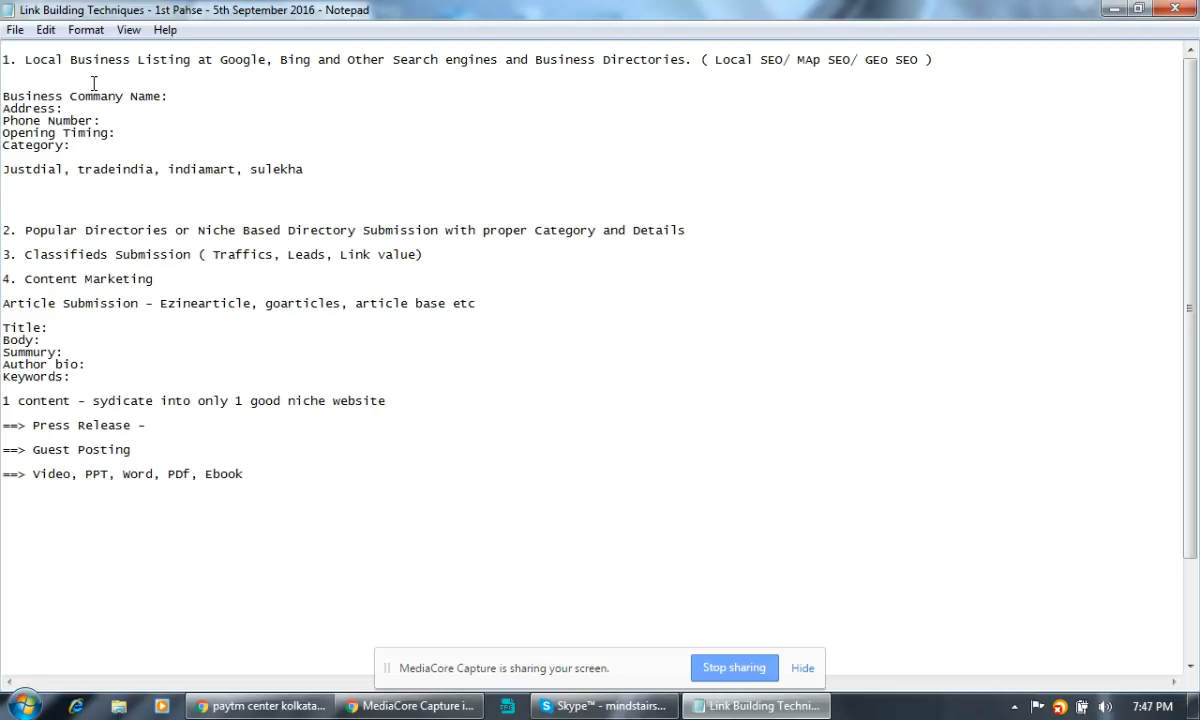 Link Building Techniques - 1st Pahse - 5th September 2016 - Notepad
File Edit Format View Help
1. Local Business Listing at Google, Bing and Other Search engines and Business Directories. ( Local SEO/ MAp SEO/ GEo SEO )
Business Commany Name:
Address:
Phone Number:
Opening Timing:
Category:
Justdial, tradeindia, indiamart, sulekha
2. Popular Directories or Niche Based Directory Submission with proper Category and Details
3. Classifieds Submission ( Traffics, Leads, Link value)
4. Content Marketing
Article Submission - Ezinearticle, goarticles, article base etc
Title:
Body:
Summury:
Author bio:
Keywords:
1 content - sydicate into only 1 good niche website
==> Press Release -
==> Guest Posting
==> Video, PPT, Word, PDf, Ebook
MediaCore Capture is sharing your screen. Stop sharing Hide
paytm center kolkata... MediaCore Capture i... Skype™ - mindstairs... Link Building Techni... 7:47 PM